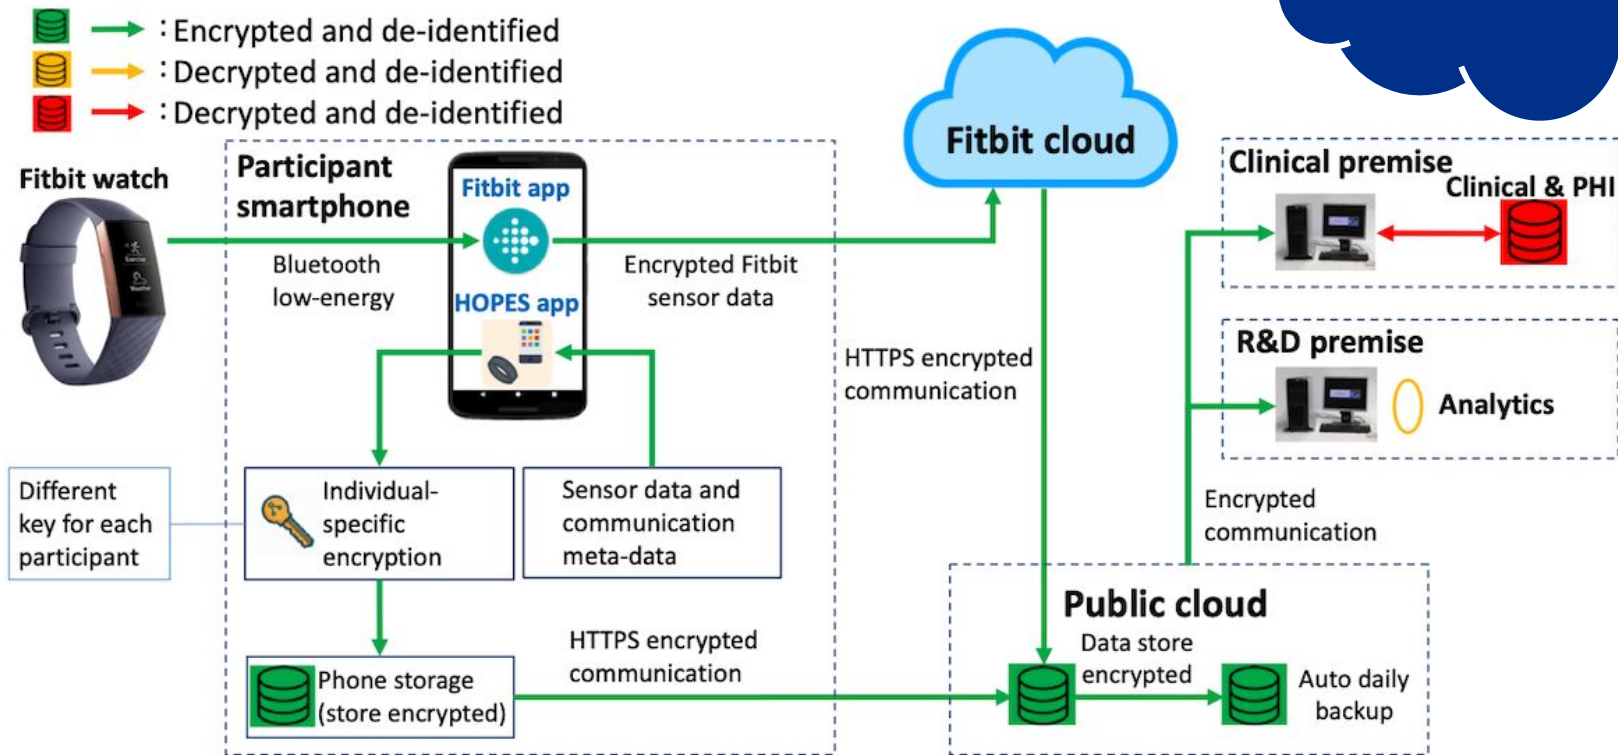 : Encrypted and de-identified
: Decrypted and de-identified
: Decrypted and de-identified
Fitbit watch
Participant
smartphone
Fitbit app
HOPES app
Bluetooth
low-energy
Encrypted Fitbit
sensor data
Fitbit cloud
Clinical premise
Clinical & PHI
R&D premise
Analytics
HTTPS encrypted
communication
Different
key for each
participant
Individual-
specific
encryption
Sensor data and
communication
meta-data
Encrypted
communication
Phone storage
(store encrypted)
HTTPS encrypted
communication
Public cloud
Data store
encrypted
Auto daily
backup